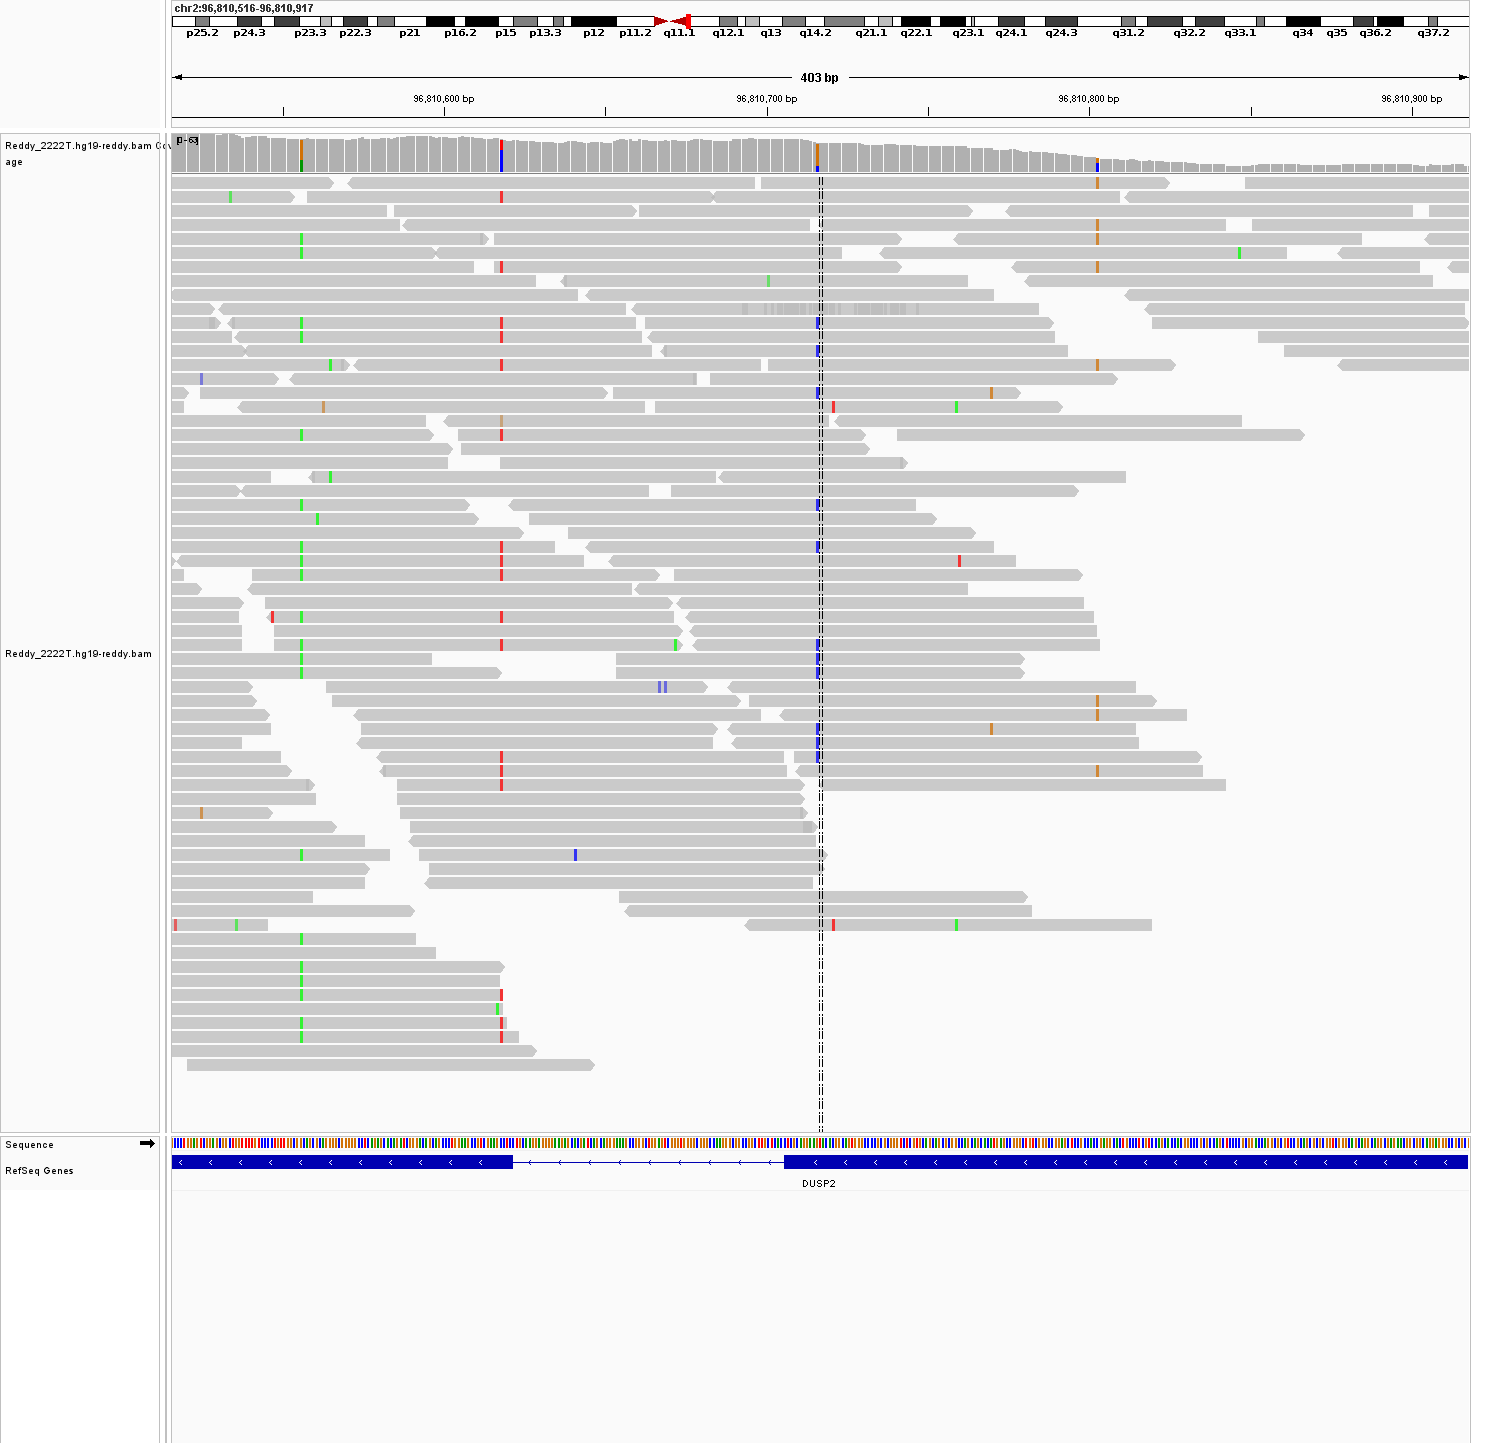 chr2:96,810,516-96,810,917
p25.2 p24.3 p23.3 p22.3 p21 p16.2 p15 p13.3 p12 p11.2 q11.1 q12.1 q13 q14.2 q21.1 q22.1 q23.1 q24.1 q24.3 q31.2 q32.2 q33.1 q34 q35 q36.2 q37.2
403 bp
96,810,600 bp 96,810,700 bp 96,810,800 bp 96,810,900 bp
Reddy_2222T.hg19-reddy.bam Cov
age
[0-63]
Reddy_2222T.hg19-reddy.bam
Sequence
RefSeq Genes
DUSP2